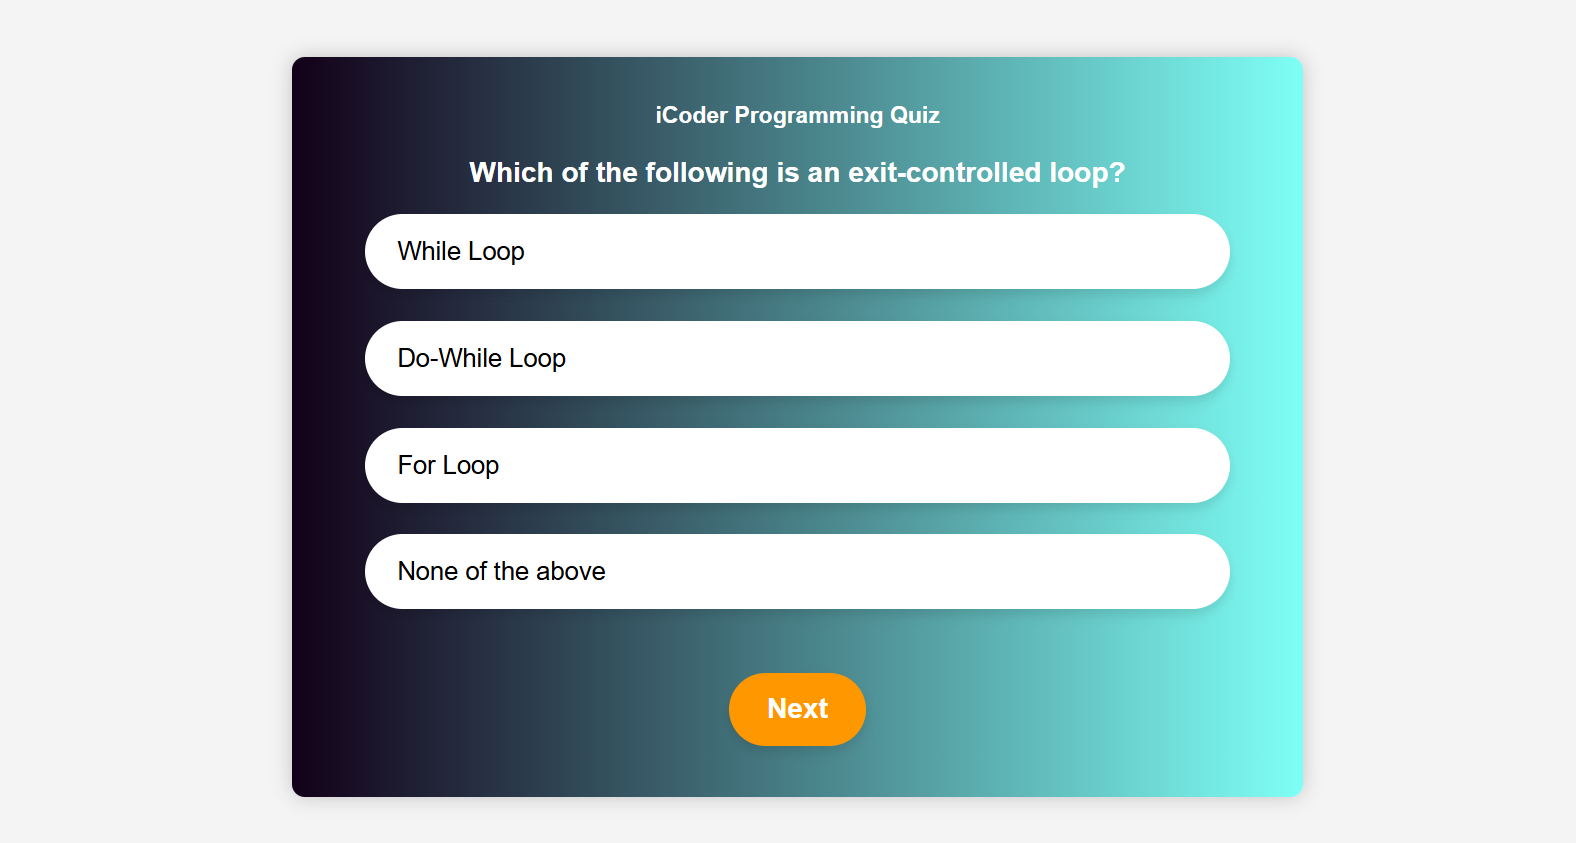 iCoder Programming Quiz
Which of the following is an exit-controlled loop?
While Loop
Do-While Loop
For Loop
None of the above
Next